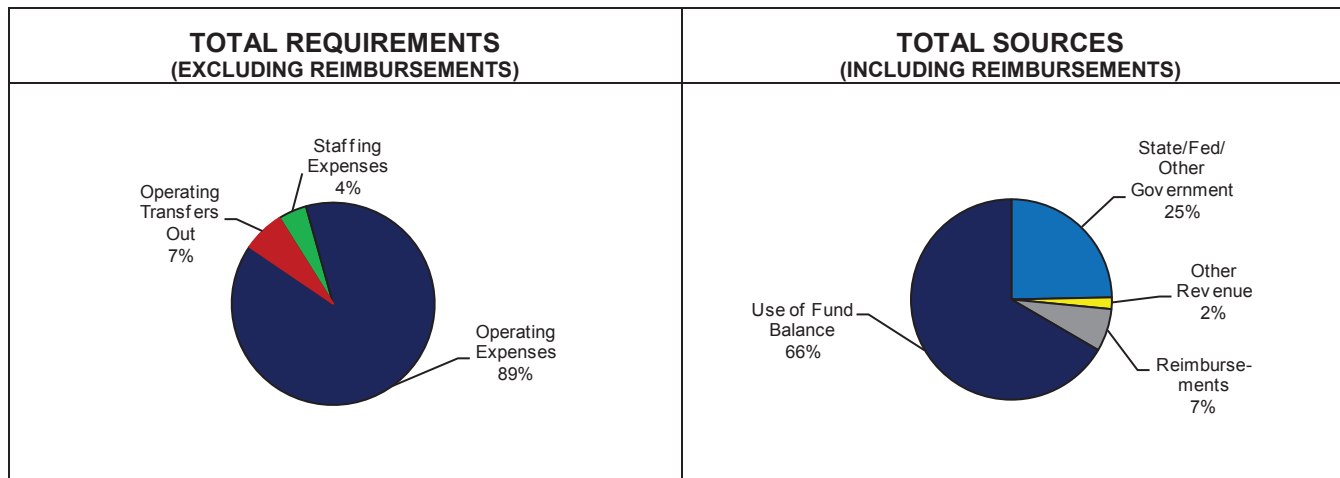 TOTAL REQUIREMENTS
(EXCLUDING REIMBURSEMENTS)
Staffing
Expenses
4%
Operating
Transfers
Out
7%
Operating
Expenses
89%
TOTAL SOURCES
(INCLUDING REIMBURSEMENTS)
State/Fed/
Other
Government
25%
Other
Revenue
2%
Use of Fund
Balance
66%
Reimburse-
ments
7%